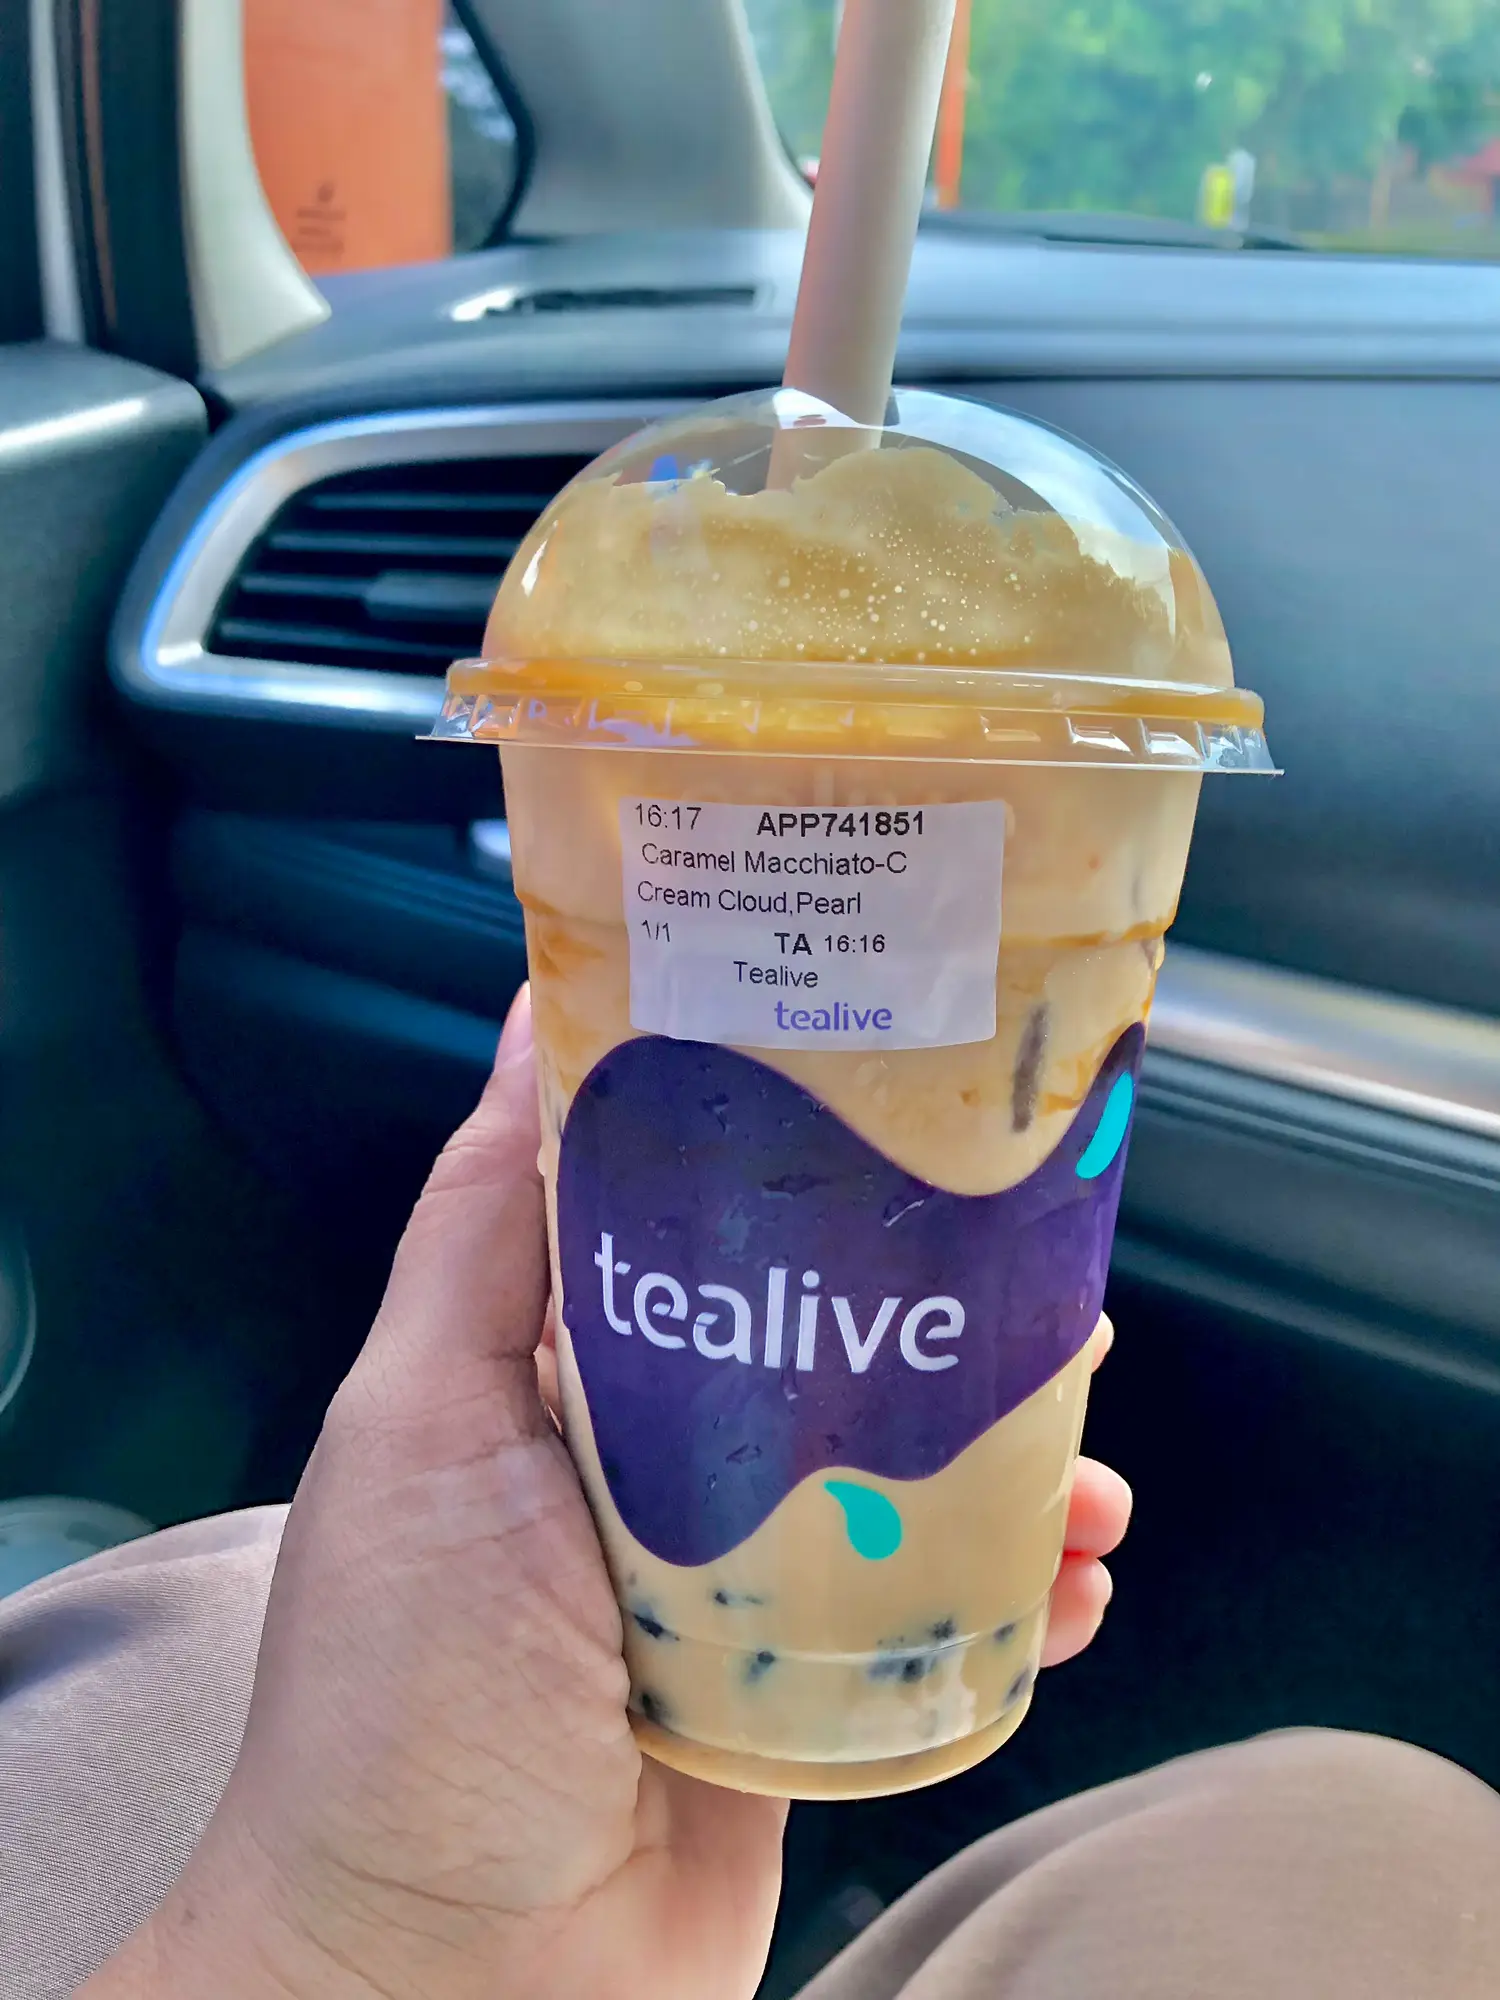 16:17 APP741851
Caramel Macchiato-C
Cream Cloud,Pearl
1/1 TA 16:16
Tealive
tealive
tealive